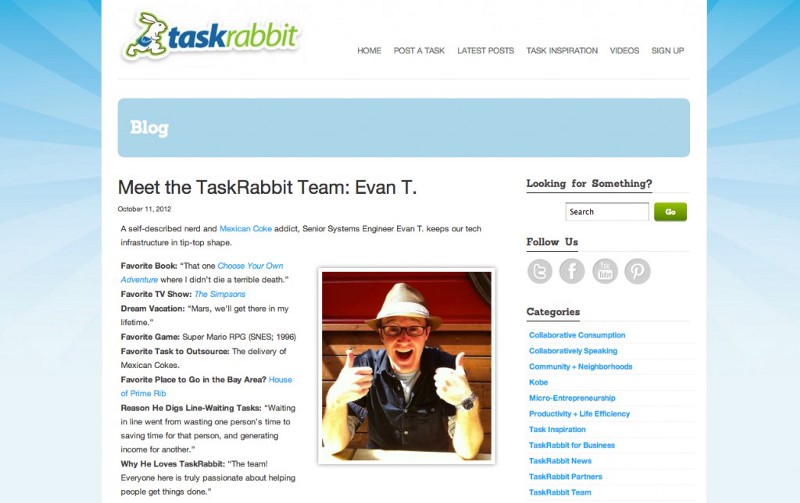 taskrabbit
HOME POST A TASK LATEST POSTS TASK INSPIRATION VIDEOS SIGN UP
Blog
Meet the TaskRabbit Team: Evan T.
October 11, 2012
A self-described nerd and Mexican Coke addict, Senior Systems Engineer Evan T. keeps our tech
infrastructure in tip-top shape.
Favorite Book: “That one Choose Your Own
Adventure where I didn’t die a terrible death.”
Favorite TV Show: The Simpsons
Dream Vacation: “Mars, we'll get there in my
lifetime.”
Favorite Game: Super Mario RPG (SNES; 1996)
Favorite Task to Outsource: The delivery of
Mexican Cokes.
Favorite Place to Go in the Bay Area? House
of Prime Rib
Reason He Digs Line-Waiting Tasks: “Waiting
in line went from wasting one person’s time to
saving time for that person, and generating
income for another.”
Why He Loves TaskRabbit: “The team!
Everyone here is truly passionate about helping
people get things done.”
Looking for Something?
Search Go
Follow Us
You Tube
Categories
Collaborative Consumption
Collaboratively Speaking
Community + Neighborhoods
Kobe
Micro-Entrepreneurship
Productivity + Life Efficiency
Task Inspiration
TaskRabbit for Business
TaskRabbit News
TaskRabbit Partners
TaskRabbit Team